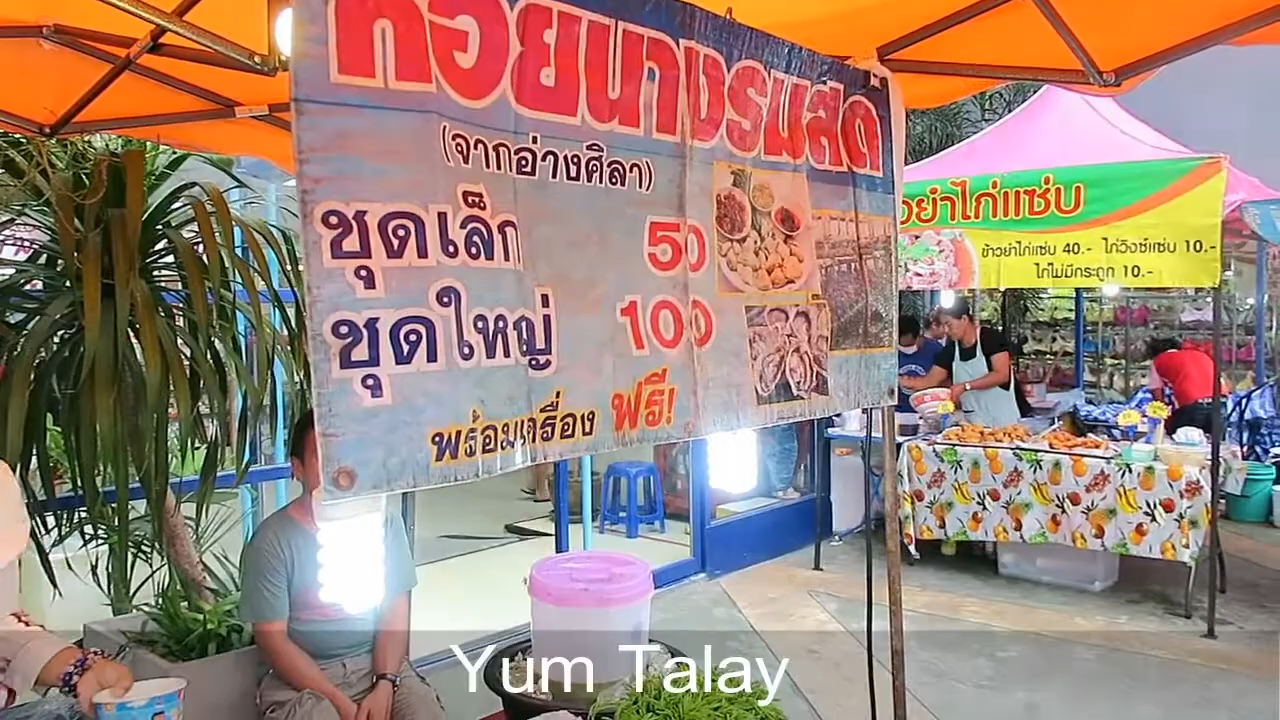 หอยนางรมสด
(จากอ่างศิลา)
ชุดเล็ก 50
ชุดใหญ่ 100
พร้อมเครื่อง ฟรี!
ยำไก่แซ่บ
ข้าวยำไก่แซ่บ 40.- ไก่วิงซ์แซ่บ 10.-
ไก่ไม่มีกระดูก 10.-
Yum Talay